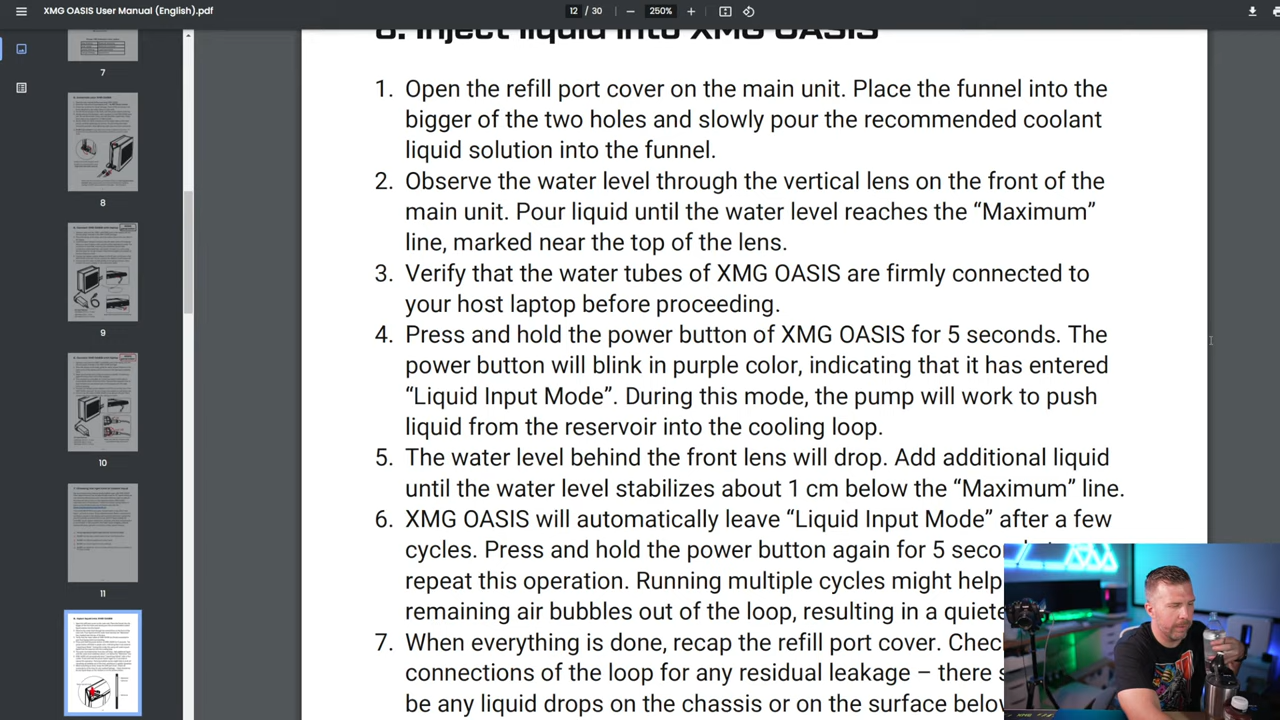 XMG OASIS User Manual (English).pdf
12 / 30
250%
7
8
9
10
11
Inject liquid into XMG OASIS
1. Open the refill port cover on the main unit. Place the funnel into the
bigger of the two holes and slowly pour the recommended coolant
liquid solution into the funnel.
2. Observe the water level through the vertical lens on the front of the
main unit. Pour liquid until the water level reaches the “Maximum”
line, marked near the top of the lens.
3. Verify that the water tubes of XMG OASIS are firmly connected to
your host laptop before proceeding.
4. Press and hold the power button of XMG OASIS for 5 seconds. The
power button will blink in purple color, indicating that it has entered
“Liquid Input Mode”. During this mode, the pump will work to push
liquid from the reservoir into the cooling loop.
5. The water level behind the front lens will drop. Add additional liquid
until the water level stabilizes about 1 cm below the “Maximum” line.
6. XMG OASIS will automatically leave “Liquid Input Mode” after a few
cycles. Press and hold the power button again for 5
repeat this operation. Running multiple cycles might help
remaining air bubbles out of the loop, resulting in a
7. When everything is done, recap the refill port cover.
connections of the loop for any residual leakage – there
be any liquid drops on the chassis or on the surface